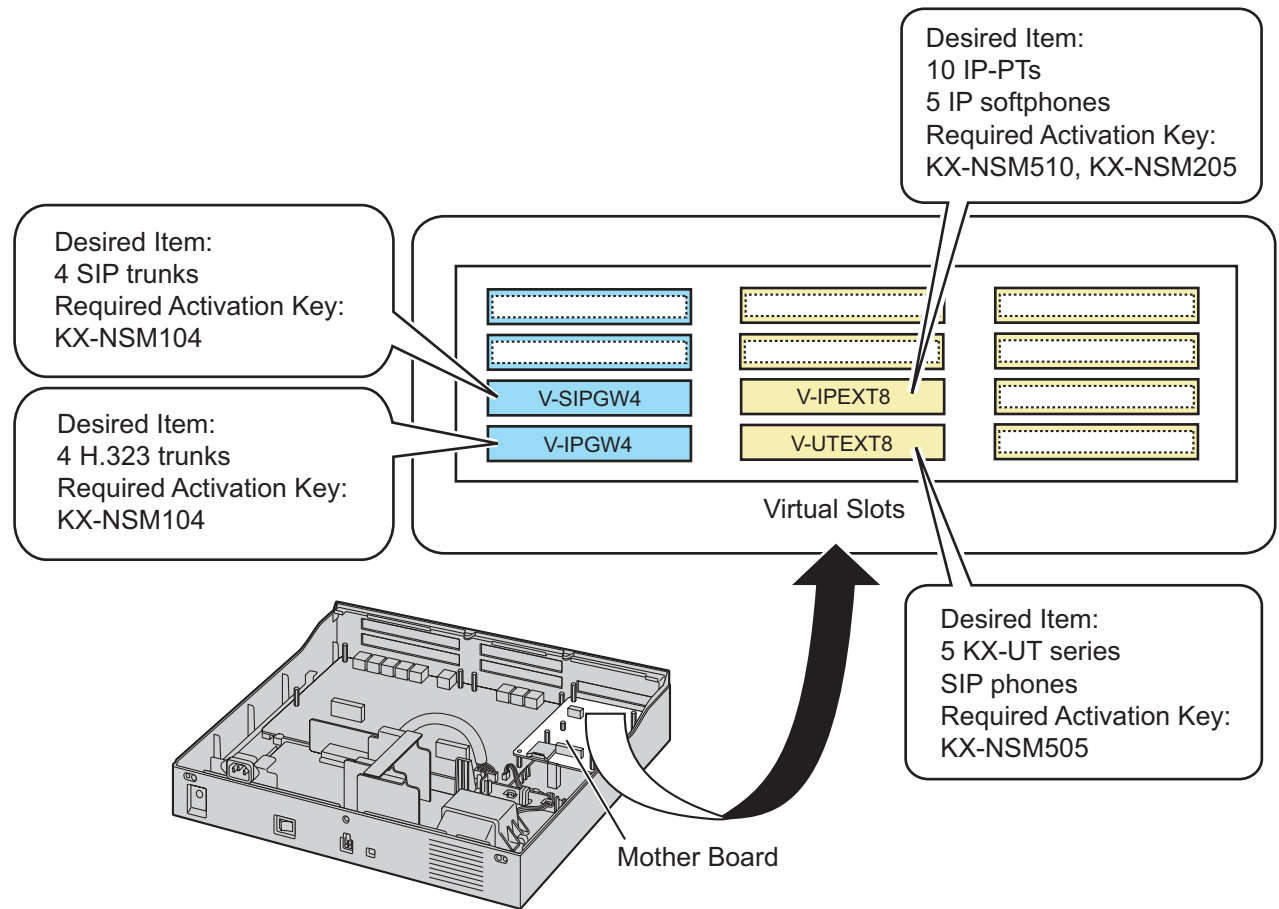 Desired Item:
10 IP-PTs
5 IP softphones
Required Activation Key:
KX-NSM510, KX-NSM205
Desired Item:
4 SIP trunks
Required Activation Key:
KX-NSM104
Desired Item:
4 H.323 trunks
Required Activation Key:
KX-NSM104
V-SIPGW4
V-IPEXT8
V-IPGW4
V-UTEXT8
Virtual Slots
Desired Item:
5 KX-UT series
SIP phones
Required Activation Key:
KX-NSM505
Mother Board